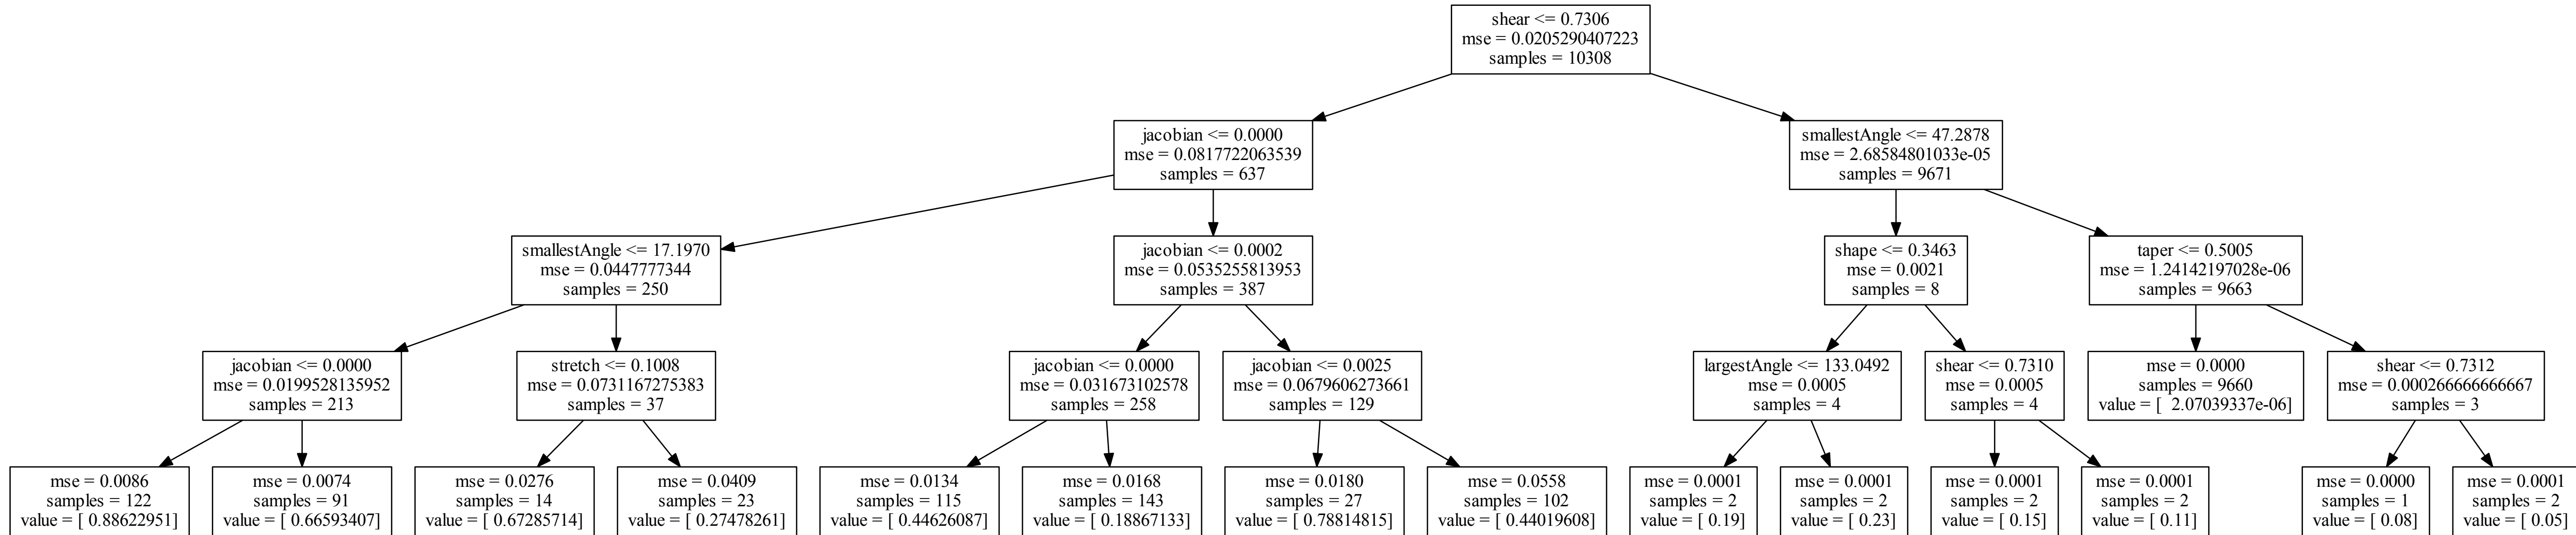 shear <= 0.7306
mse = 0.0205290407223
samples = 10308
jacobian <= 0.0000
mse = 0.0817722063539
samples = 637
smallestAngle <= 47.2878
mse = 2.68584801033e-05
samples = 9671
smallestAngle <= 17.1970
mse = 0.0447777344
samples = 250
jacobian <= 0.0002
mse = 0.0535255813953
samples = 387
shape <= 0.3463
mse = 0.0021
samples = 8
taper <= 0.5005
mse = 1.24142197028e-06
samples = 9663
jacobian <= 0.0000
mse = 0.0199528135952
samples = 213
stretch <= 0.1008
mse = 0.0731167275383
samples = 37
jacobian <= 0.0000
mse = 0.031673102578
samples = 258
jacobian <= 0.0025
mse = 0.0679606273661
samples = 129
largestAngle <= 133.0492
mse = 0.0005
samples = 4
shear <= 0.7310
mse = 0.0005
samples = 4
mse = 0.0000
samples = 9660
value = [  2.07039337e-06]
shear <= 0.7312
mse = 0.000266666666667
samples = 3
mse = 0.0086
samples = 122
value = [ 0.88622951]
mse = 0.0074
samples = 91
value = [ 0.66593407]
mse = 0.0276
samples = 14
value = [ 0.67285714]
mse = 0.0409
samples = 23
value = [ 0.27478261]
mse = 0.0134
samples = 115
value = [ 0.44626087]
mse = 0.0168
samples = 143
value = [ 0.18867133]
mse = 0.0180
samples = 27
value = [ 0.78814815]
mse = 0.0558
samples = 102
value = [ 0.44019608]
mse = 0.0001
samples = 2
value = [ 0.19]
mse = 0.0001
samples = 2
value = [ 0.23]
mse = 0.0001
samples = 2
value = [ 0.15]
mse = 0.0001
samples = 2
value = [ 0.11]
mse = 0.0000
samples = 1
value = [ 0.08]
mse = 0.0001
samples = 2
value = [ 0.05]